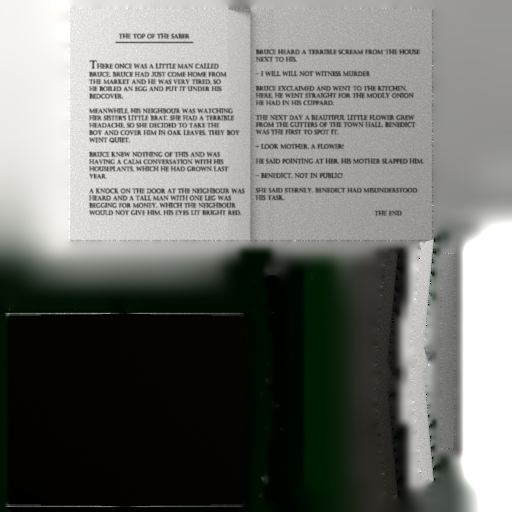 THE TOP OF THE SABER
THERE ONCE WAS A LITTLE MAN CALLED
BRUCE. BRUCE HAD JUST COME HOME FROM
THE MARKET AND HE WAS VERY TIRED, SO
HE BOILED AN EGG AND PUT IT UNDER HIS
BEDCOVER.
MEANWHILE, HIS NEIGHBOUR WAS WATCHING
HER SISTER'S LITTLE BRAT. SHE HAD A TERRIBLE
HEADACHE, SO SHE DECIDED TO TAKE THE
BOY AND COVER HIM IN OAK LEAVES. THEY BOY
WENT QUIET.
BRUCE KNEW NOTHING OF THIS AND WAS
HAVING A CALM CONVERSATION WITH HIS
HOUSEPLANTS, WHICH HE HAD GROWN LAST
YEAR.
A KNOCK ON THE DOOR AT THE NEIGHBOUR WAS
HEARD AND A TALL MAN WITH ONE LEG WAS
BEGGING FOR MONEY, WHICH THE NEIGHBOUR
WOULD NOT GIVE HIM. HIS EYES LIT BRIGHT RED.
BRUCE HEARD A TERRIBLE SCREAM FROM THE HOUSE
NEXT TO HIS.
- I WILL WILL NOT WITNESS MURDER
BRUCE EXCLAIMED AND WENT TO THE KITCHEN.
HERE, HE WENT STRAIGHT FOR THE MODLY ONION
HE HAD IN HIS CUPPARD.
THE NEXT DAY A BEAUTIFUL LITTLE FLOWER GREW
FROM THE GUTTERS OF THE TOWN HALL. BENEDICT
WAS THE FIRST TO SPOT IT.
- LOOK MOTHER, A FLOWER!
HE SAID POINTING AT HER. HIS MOTHER SLAPPED HIM.
- BENEDICT, NOT IN PUBLIC!
SHE SAID STERNLY. BENEDICT HAD MISUNDERSTOOD
HIS TASK.
THE END